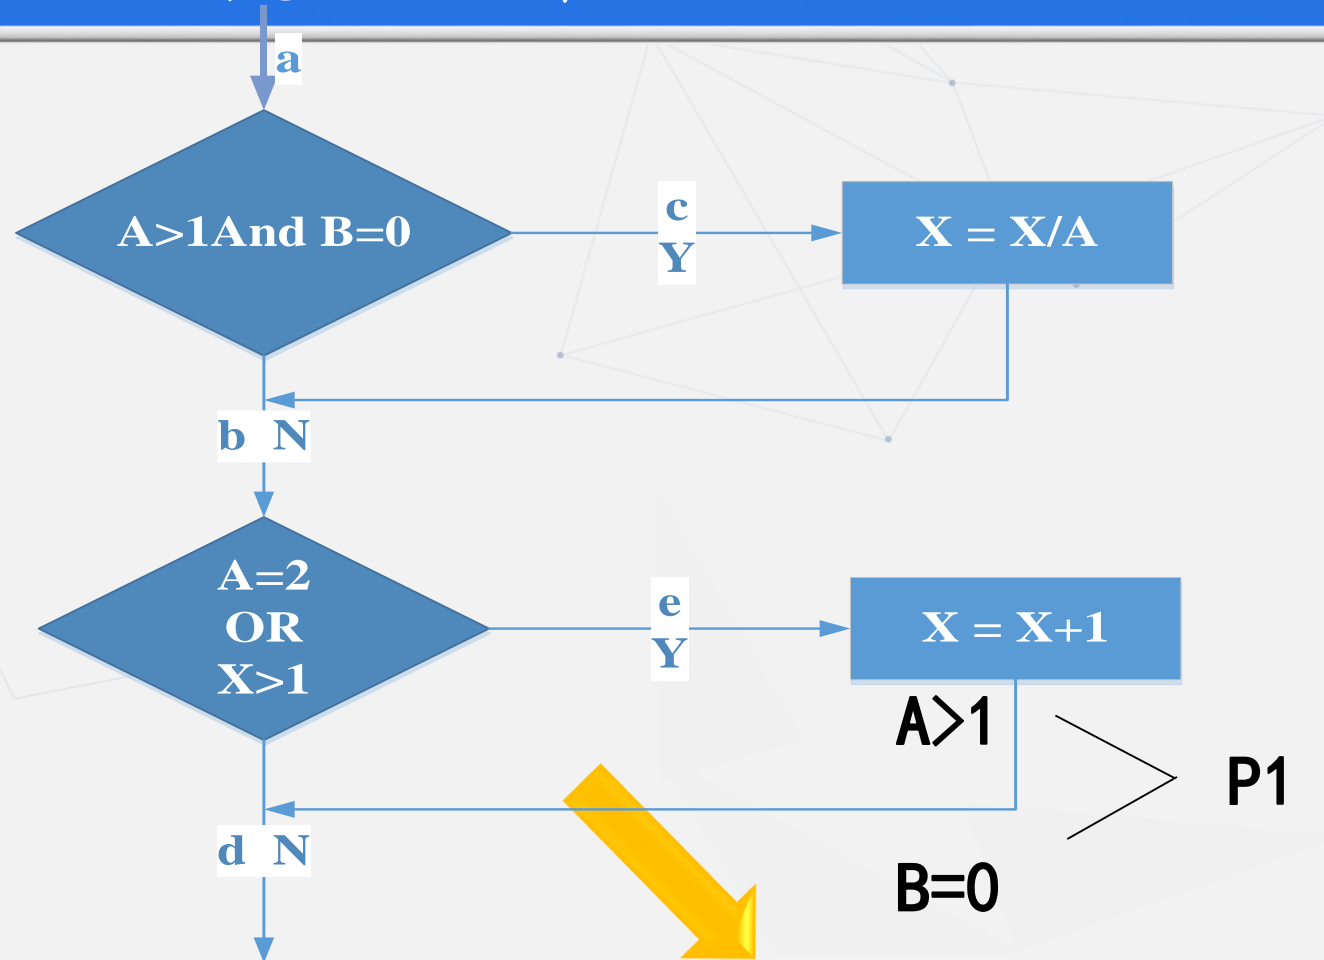 a
A>1And B=0
c
Y
X = X/A
b N
A=2
OR
X>1
e
Y
X = X+1
A>1
P1
d N
B=0